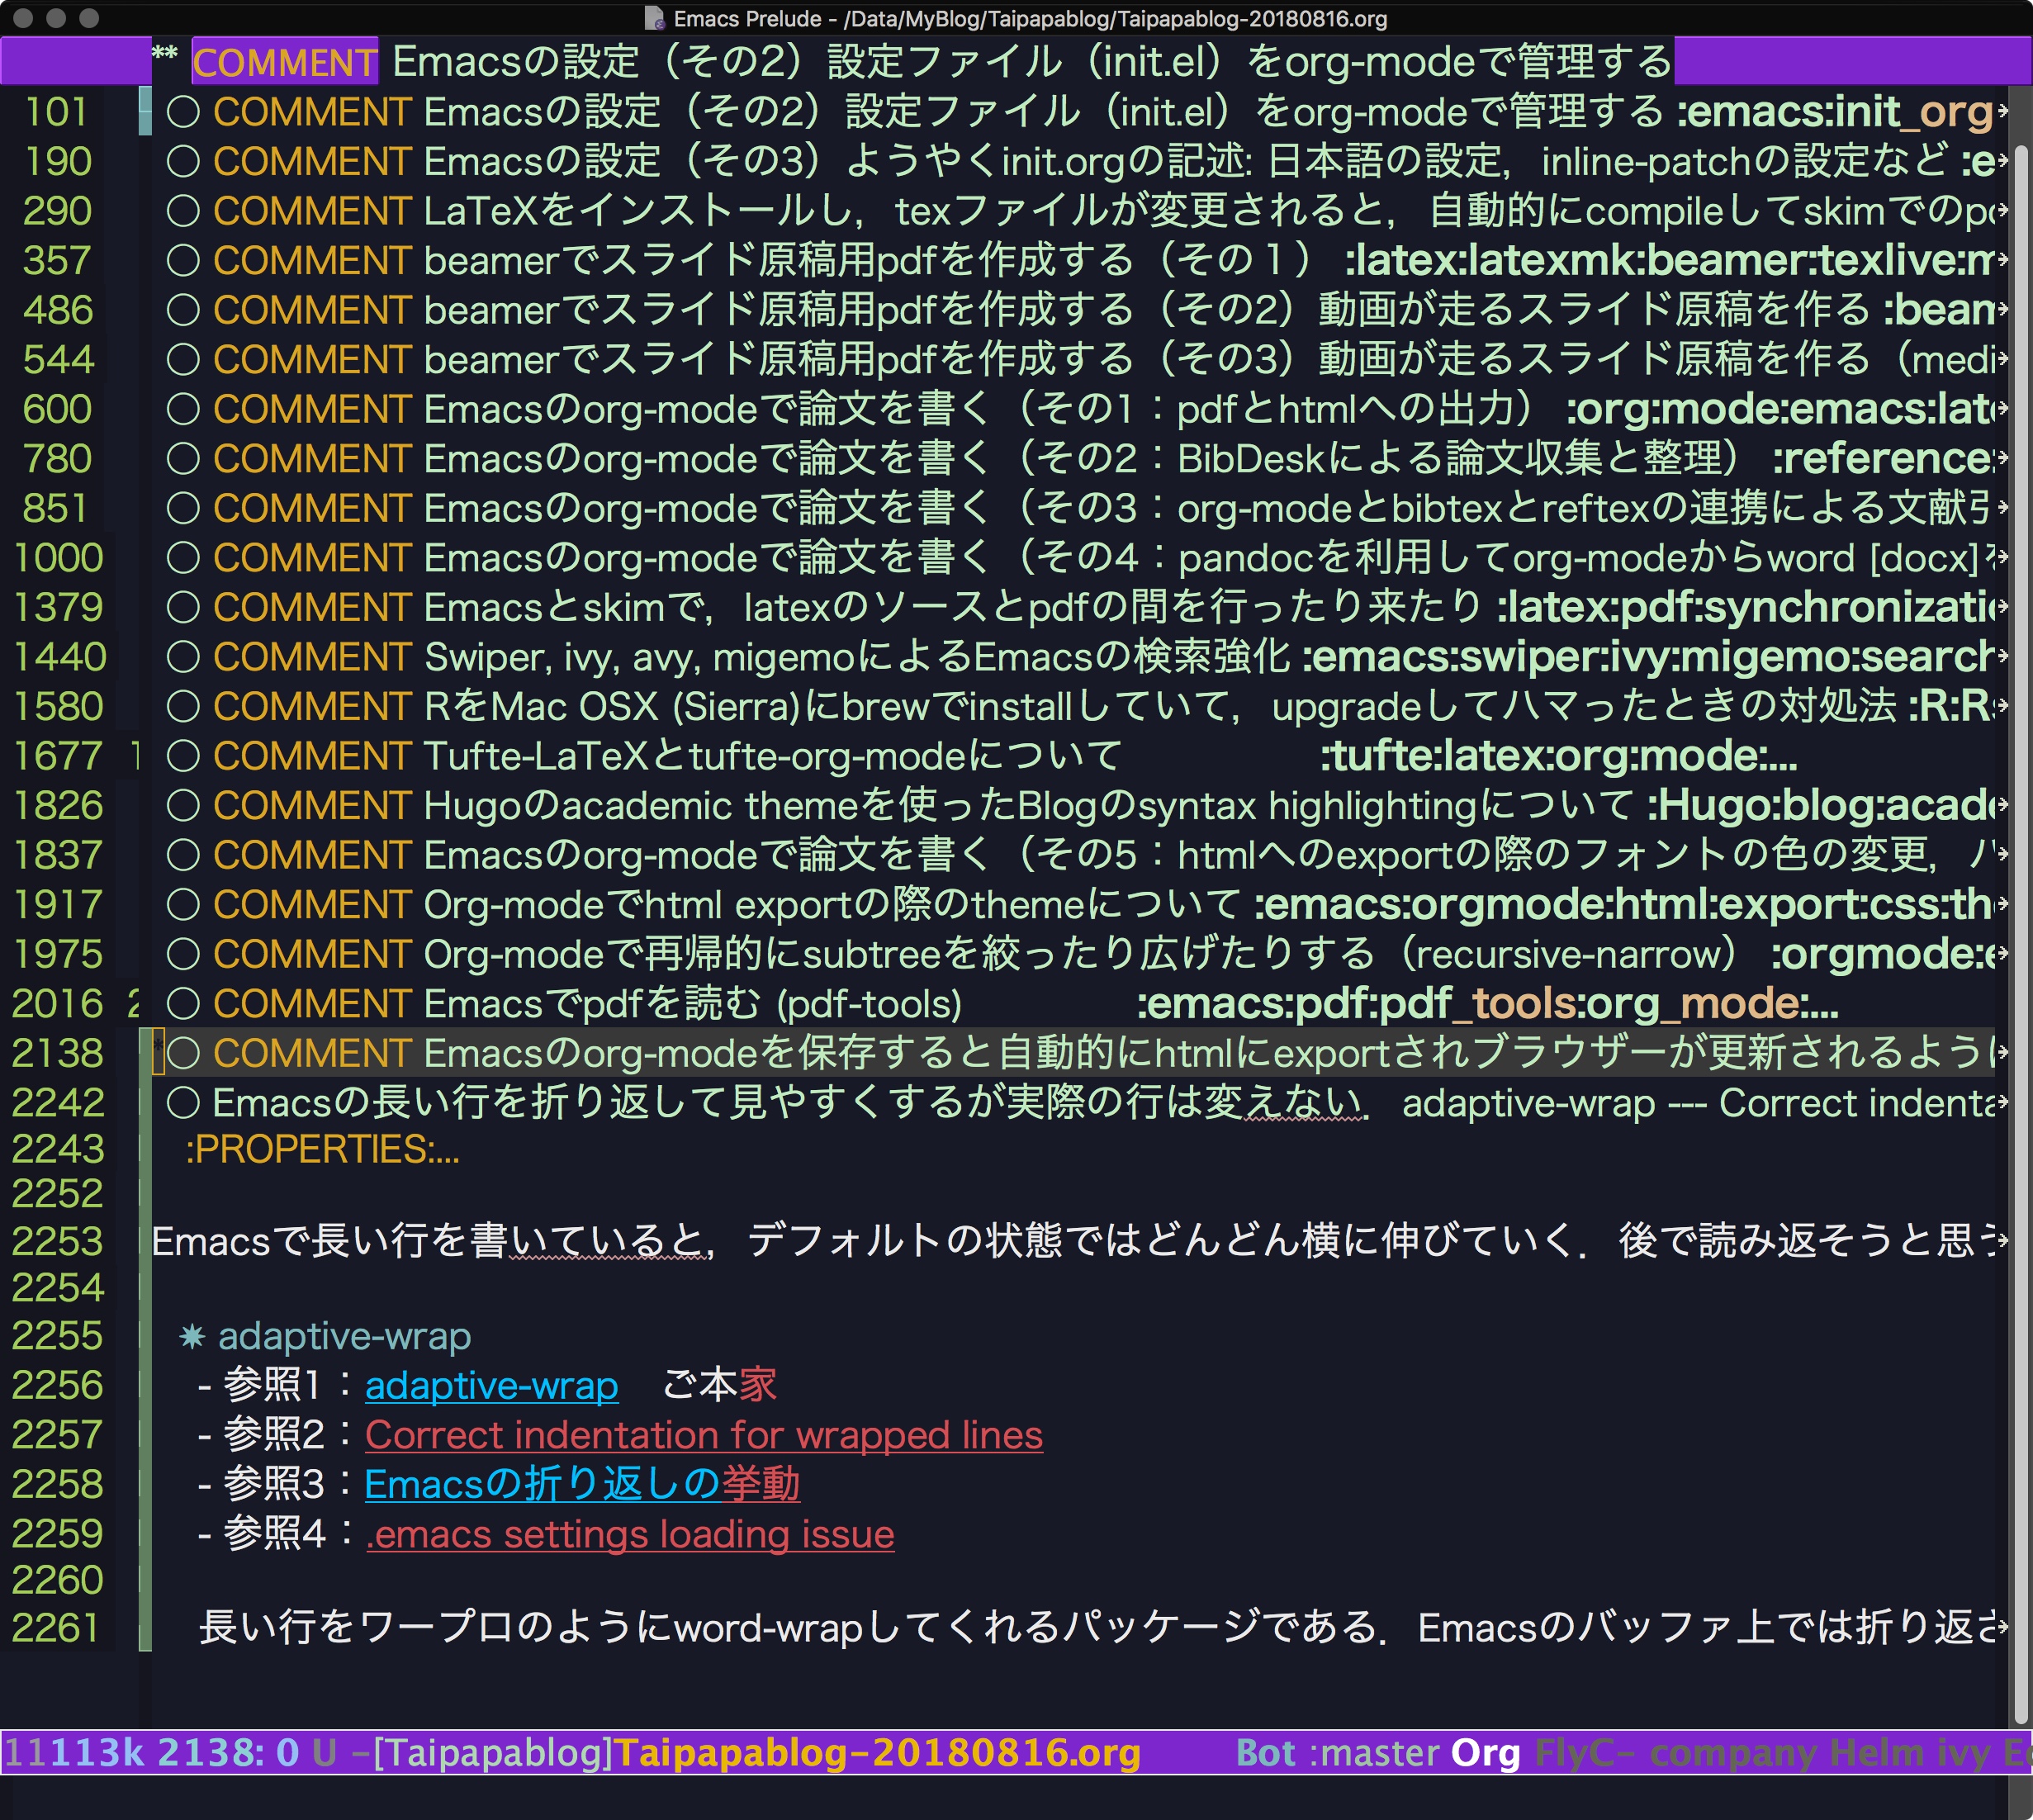 Emacs Prelude - /Data/MyBlog/Taipapablog/Taipapablog-20180816.org
** COMMENT Emacsの設定（その2）設定ファイル（init.el）をorg-modeで管理する
101 ○ COMMENT Emacsの設定（その2）設定ファイル（init.el）をorg-modeで管理する :emacs:init_org
190 ○ COMMENT Emacsの設定（その3）ようやくinit.orgの記述: 日本語の設定，inline-patchの設定など :e
290 ○ COMMENT LaTeXをインストールし，texファイルが変更されると，自動的にcompileしてskimでのpd
357 ○ COMMENT beamerでスライド原稿用pdfを作成する（その１） :latex:latexmk:beamer:texlive:m
486 ○ COMMENT beamerでスライド原稿用pdfを作成する（その2）動画が走るスライド原稿を作る :beam
544 ○ COMMENT beamerでスライド原稿用pdfを作成する（その3）動画が走るスライド原稿を作る（medi
600 ○ COMMENT Emacsのorg-modeで論文を書く（その1：pdfとhtmlへの出力） :org:mode:emacs:late
780 ○ COMMENT Emacsのorg-modeで論文を書く（その2：BibDeskによる論文収集と整理） :reference:
851 ○ COMMENT Emacsのorg-modeで論文を書く（その3：org-modeとbibtexとreftexの連携による文献引
1000 ○ COMMENT Emacsのorg-modeで論文を書く（その4：pandocを利用してorg-modeからword [docx]を
1379 ○ COMMENT Emacsとskimで，latexのソースとpdfの間を行ったり来たり :latex:pdf:synchronizatio
1440 ○ COMMENT Swiper, ivy, avy, migemoによるEmacsの検索強化 :emacs:swiper:ivy:migemo:search
1580 ○ COMMENT RをMac OSX (Sierra)にbrewでinstallしていて，upgradeしてハマったときの対処法 :R:Rs
1677 1 ○ COMMENT Tufte-LaTeXとtufte-org-modeについて :tufte:latex:org:mode:...
1826 ○ COMMENT Hugoのacademic themeを使ったBlogのsyntax highlightingについて :Hugo:blog:acade
1837 ○ COMMENT Emacsのorg-modeで論文を書く（その5：htmlへのexportの際のフォントの色の変更，パ
1917 ○ COMMENT Org-modeでhtml exportの際のthemeについて :emacs:orgmode:html:export:css:the
1975 ○ COMMENT Org-modeで再帰的にsubtreeを絞ったり広げたりする（recursive-narrow） :orgmode:e
2016 2 ○ COMMENT Emacsでpdfを読む (pdf-tools) :emacs:pdf:pdf_tools:org_mode:...
2138 *○ COMMENT Emacsのorg-modeを保存すると自動的にhtmlにexportされブラウザーが更新されるように
2242 ○ Emacsの長い行を折り返して見やすくするが実際の行は変えない．adaptive-wrap --- Correct indenta
2243 :PROPERTIES:...
2252
2253 Emacsで長い行を書いていると，デフォルトの状態ではどんどん横に伸びていく．後で読み返そうと思う
2254
2255 ✷ adaptive-wrap
2256 - 参照1：adaptive-wrap　ご本家
2257 - 参照2：Correct indentation for wrapped lines
2258 - 参照3：Emacsの折り返しの挙動
2259 - 参照4：.emacs settings loading issue
2260
2261 長い行をワープロのようにword-wrapしてくれるパッケージである．Emacsのバッファ上では折り返さ
11113k 2138: 0 U -[Taipapablog]Taipapablog-20180816.org Bot :master Org FlyC- company Helm ivy Ed